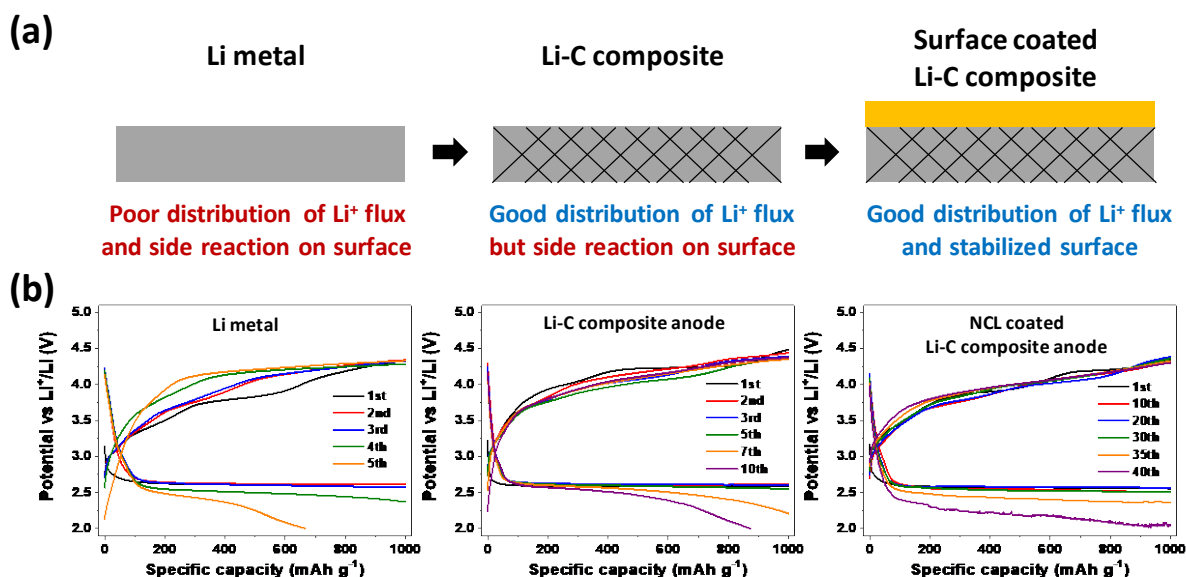 (a)
Li metal
Li-C composite
Surface coated
Li-C composite
Poor distribution of Li⁺ flux
and side reaction on surface
Good distribution of Li⁺ flux
but side reaction on surface
Good distribution of Li⁺ flux
and stabilized surface
(b)
Potential vs Li⁺/Li (V)
5.0
4.5
4.0
3.5
3.0
2.5
2.0
Li metal
1st
2nd
3rd
4th
5th
0 200 400 600 800 1000
Specific capacity (mAh g⁻¹)
Potential vs Li⁺/Li (V)
5.0
4.5
4.0
3.5
3.0
2.5
2.0
Li-C composite anode
1st
2nd
3rd
5th
7th
10th
0 200 400 600 800 1000
Specific capacity (mAh g⁻¹)
Potential vs Li⁺/Li (V)
5.0
4.5
4.0
3.5
3.0
2.5
2.0
NCL coated
Li-C composite anode
1st
10th
20th
30th
35th
40th
0 200 400 600 800 1000
Specific capacity (mAh g⁻¹)